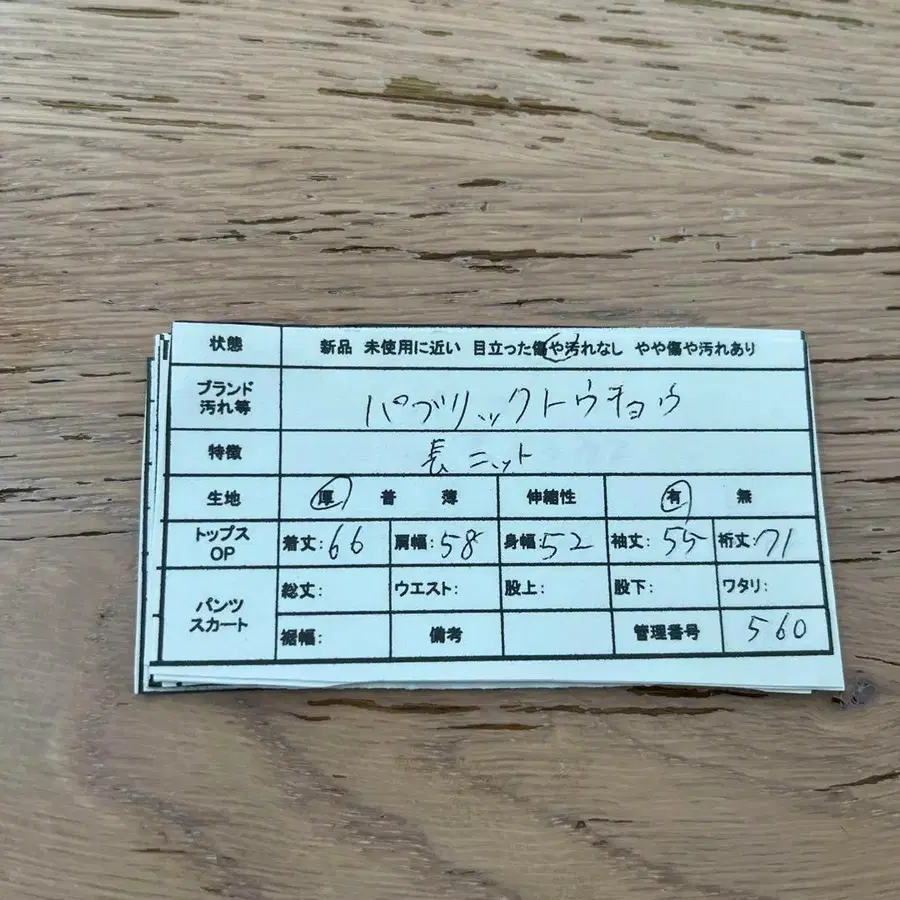 状態 新品 未使用に近い 目立った傷や汚れなし やや傷や汚れあり
ブランド
汚れ等 パブリックトウキョウ
特徴 長ニット
生地 厚 普 薄 伸縮性 有 無
トップス
OP 着丈:66 肩幅:58 身幅:52 袖丈:55 裄丈:71
パンツ
スカート 総丈: ウエスト: 股上: 股下: ワタリ:
裾幅: 備考 管理番号 560